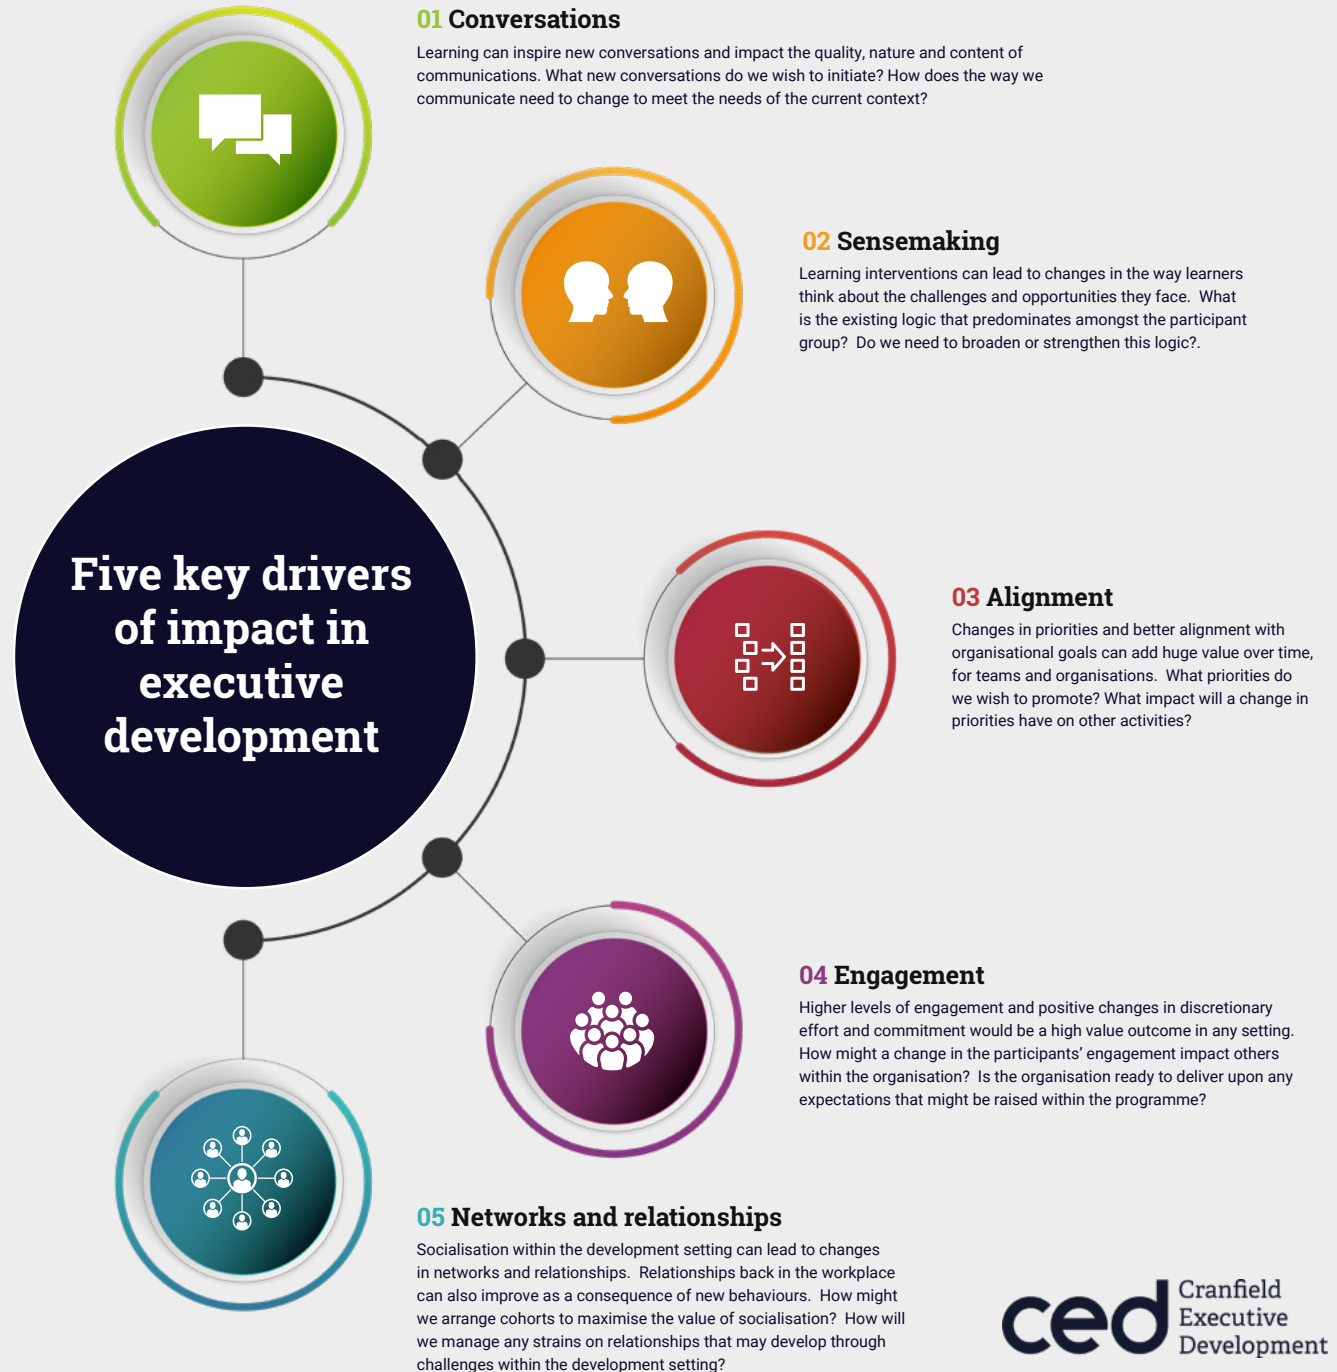 01 Conversations
Learning can inspire new conversations and impact the quality, nature and content of
communications. What new conversations do we wish to initiate? How does the way we
communicate need to change to meet the needs of the current context?
02 Sensemaking
Learning interventions can lead to changes in the way learners
think about the challenges and opportunities they face.  What
is the existing logic that predominates amongst the participant
group?  Do we need to broaden or strengthen this logic?.
Five key drivers
of impact in
executive
development
03 Alignment
Changes in priorities and better alignment with
organisational goals can add huge value over time,
for teams and organisations.  What priorities do
we wish to promote? What impact will a change in
priorities have on other activities?
04 Engagement
Higher levels of engagement and positive changes in discretionary
effort and commitment would be a high value outcome in any setting.
How might a change in the participants' engagement impact others
within the organisation?  Is the organisation ready to deliver upon any
expectations that might be raised within the programme?
05 Networks and relationships
Socialisation within the development setting can lead to changes
in networks and relationships.  Relationships back in the workplace
can also improve as a consequence of new behaviours.  How might
we arrange cohorts to maximise the value of socialisation?  How will
we manage any strains on relationships that may develop through
challenges within the development setting?
ced
Cranfield
Executive
Development